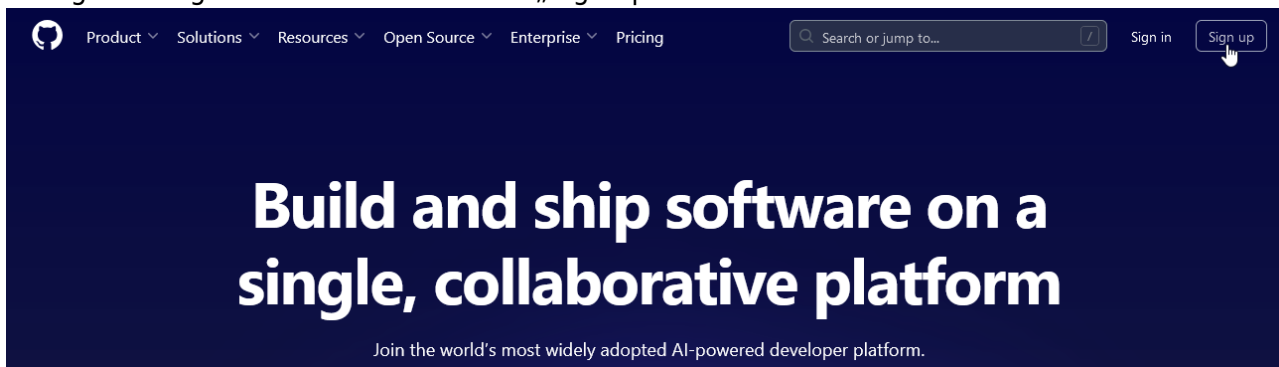 Product Solutions Resources Open Source Enterprise Pricing Search or jump to... / Sign in Sign up
Build and ship software on a
single, collaborative platform
Join the world's most widely adopted AI-powered developer platform.